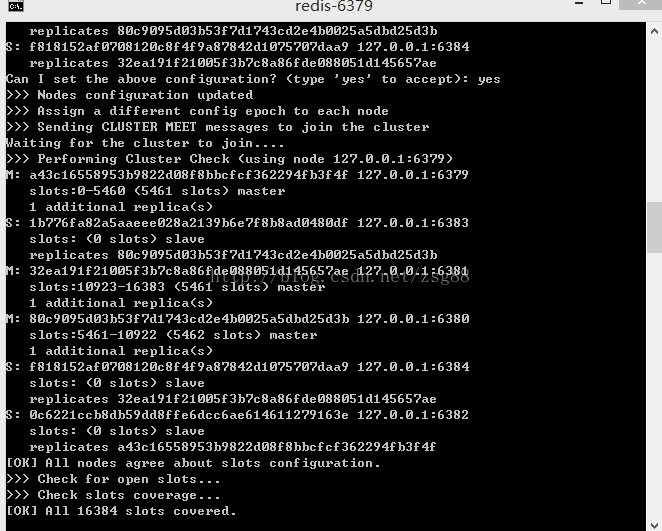 redis-6379
replicates 80c9095d03b53f7d1743cd2e4b0025a5dbd25d3b
S: f818152af0708120c8f4f9a87842d1075707daa9 127.0.0.1:6384
replicates 32ea191f21005f3b7c8a86fde088051d145657ae
Can I set the above configuration? (type 'yes' to accept): yes
>>> Nodes configuration updated
>>> Assign a different config epoch to each node
>>> Sending CLUSTER MEET messages to join the cluster
Waiting for the cluster to join....
>>> Performing Cluster Check (using node 127.0.0.1:6379)
M: a43c16558953b9822d08f8bbcfcf362294fb3f4f 127.0.0.1:6379
slots:0-5460 (5461 slots) master
1 additional replica(s)
S: 1b776fa82a5aaeee028a2139b6e7f8b8ad0480df 127.0.0.1:6383
slots: (0 slots) slave
replicates 80c9095d03b53f7d1743cd2e4b0025a5dbd25d3b
M: 32ea191f21005f3b7c8a86fde088051d145657ae 127.0.0.1:6381
slots:10923-16383 (5461 slots) master
http://blog.csdn.net/zsg88
1 additional replica(s)
M: 80c9095d03b53f7d1743cd2e4b0025a5dbd25d3b 127.0.0.1:6380
slots:5461-10922 (5462 slots) master
1 additional replica(s)
S: f818152af0708120c8f4f9a87842d1075707daa9 127.0.0.1:6384
slots: (0 slots) slave
replicates 32ea191f21005f3b7c8a86fde088051d145657ae
S: 0c6221ccb8db59dd8ffe6dcc6ae614611279163e 127.0.0.1:6382
slots: (0 slots) slave
replicates a43c16558953b9822d08f8bbcfcf362294fb3f4f
[OK] All nodes agree about slots configuration.
>>> Check for open slots...
>>> Check slots coverage...
[OK] All 16384 slots covered.